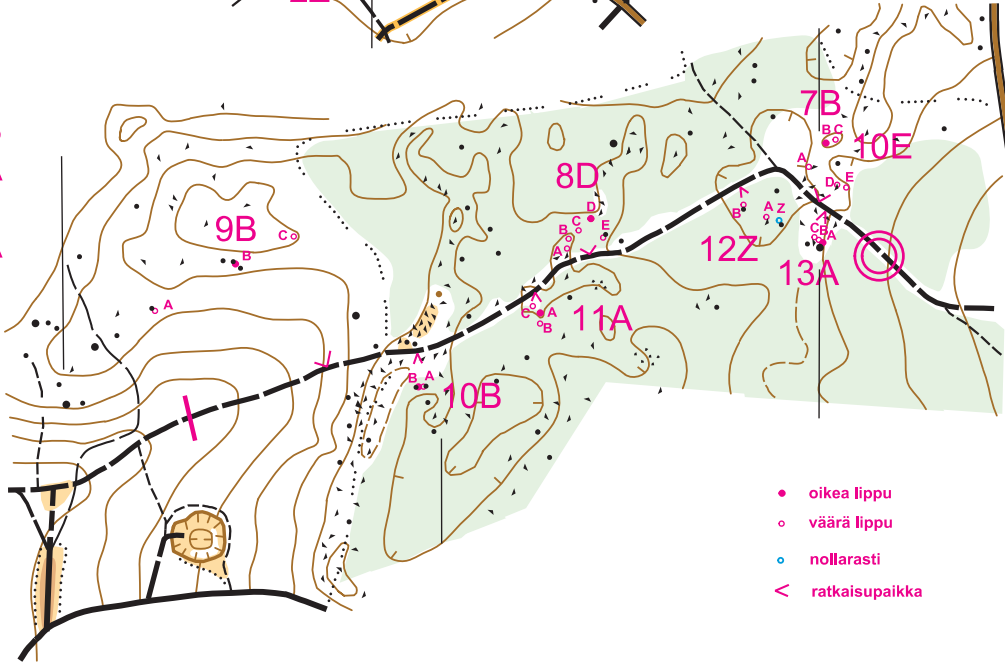 7B
B C
10E
A
D E
8D
D
C
B
E
A
B
A Z
12Z
C
B A
13A
9B
C
B
A
C
A
B
11A
B A
10B
oikea lippu
väärä lippu
nollarasti
ratkaisupaikka